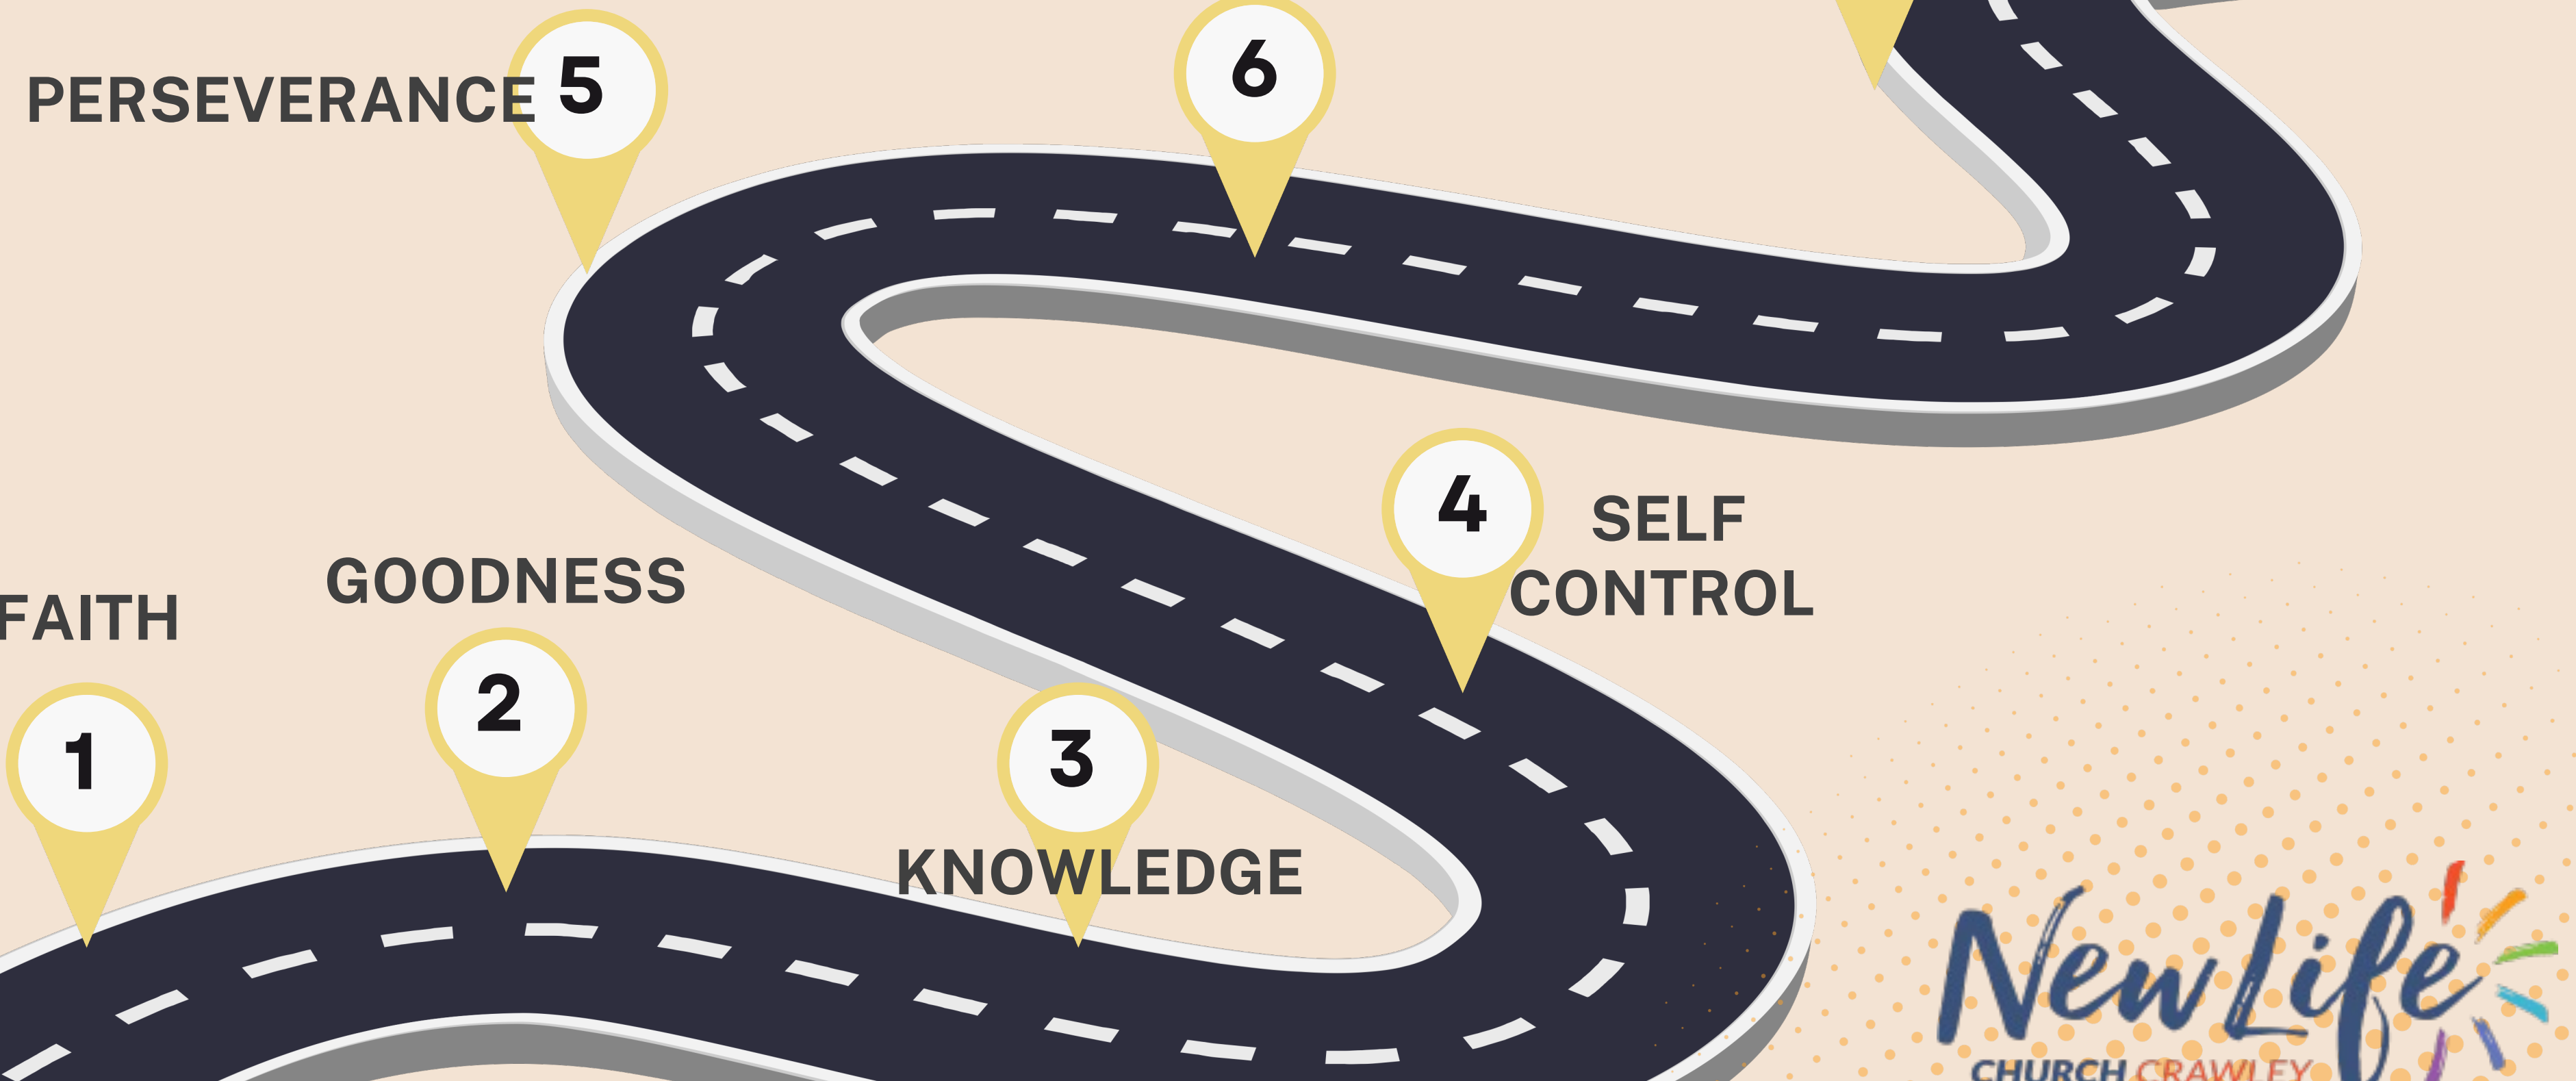 PERSEVERANCE 5
6
4
SELF
CONTROL
GOODNESS
FAITH
2
1
3
KNOWLEDGE
New Life
CHURCH CRAWLEY